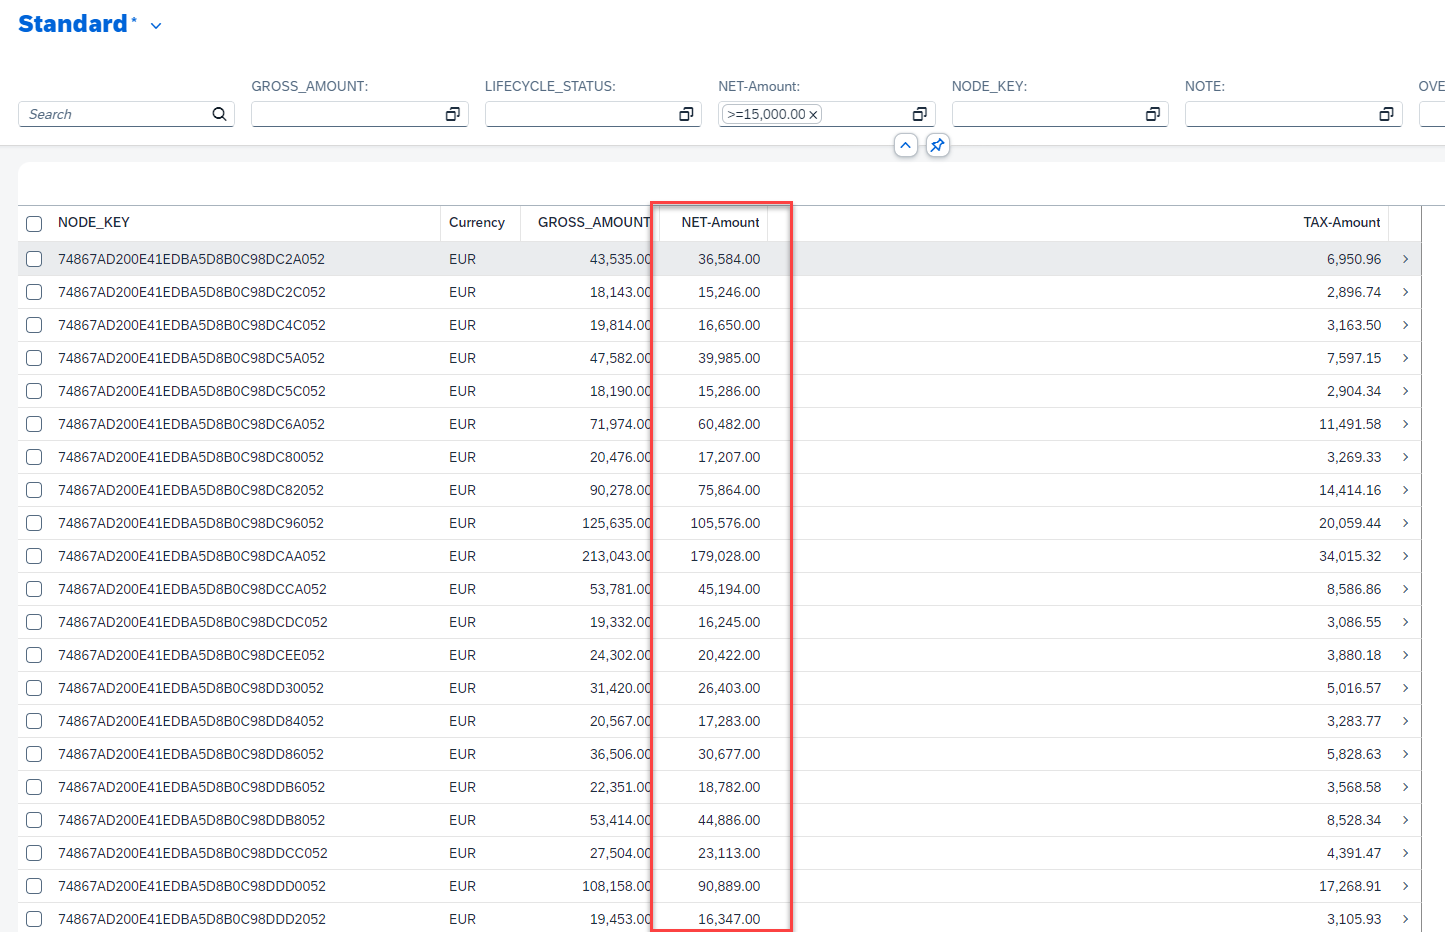 Standard *
GROSS_AMOUNT: LIFECYCLE_STATUS: NET-Amount: NODE_KEY: NOTE: OVE
Search >=15,000.00
NODE_KEY Currency GROSS_AMOUNT NET-Amount TAX-Amount
74867AD200E41EDBA5D8B0C98DC2A052 EUR 43,535.00 36,584.00 6,950.96
74867AD200E41EDBA5D8B0C98DC2C052 EUR 18,143.00 15,246.00 2,896.74
74867AD200E41EDBA5D8B0C98DC4C052 EUR 19,814.00 16,650.00 3,163.50
74867AD200E41EDBA5D8B0C98DC5A052 EUR 47,582.00 39,985.00 7,597.15
74867AD200E41EDBA5D8B0C98DC5C052 EUR 18,190.00 15,286.00 2,904.34
74867AD200E41EDBA5D8B0C98DC6A052 EUR 71,974.00 60,482.00 11,491.58
74867AD200E41EDBA5D8B0C98DC80052 EUR 20,476.00 17,207.00 3,269.33
74867AD200E41EDBA5D8B0C98DC82052 EUR 90,278.00 75,864.00 14,414.16
74867AD200E41EDBA5D8B0C98DC96052 EUR 125,635.00 105,576.00 20,059.44
74867AD200E41EDBA5D8B0C98DCAA052 EUR 213,043.00 179,028.00 34,015.32
74867AD200E41EDBA5D8B0C98DCCA052 EUR 53,781.00 45,194.00 8,586.86
74867AD200E41EDBA5D8B0C98DCDC052 EUR 19,332.00 16,245.00 3,086.55
74867AD200E41EDBA5D8B0C98DCEE052 EUR 24,302.00 20,422.00 3,880.18
74867AD200E41EDBA5D8B0C98DD30052 EUR 31,420.00 26,403.00 5,016.57
74867AD200E41EDBA5D8B0C98DD84052 EUR 20,567.00 17,283.00 3,283.77
74867AD200E41EDBA5D8B0C98DD86052 EUR 36,506.00 30,677.00 5,828.63
74867AD200E41EDBA5D8B0C98DDB6052 EUR 22,351.00 18,782.00 3,568.58
74867AD200E41EDBA5D8B0C98DDB8052 EUR 53,414.00 44,886.00 8,528.34
74867AD200E41EDBA5D8B0C98DDCC052 EUR 27,504.00 23,113.00 4,391.47
74867AD200E41EDBA5D8B0C98DDD0052 EUR 108,158.00 90,889.00 17,268.91
74867AD200E41EDBA5D8B0C98DDD2052 EUR 19,453.00 16,347.00 3,105.93